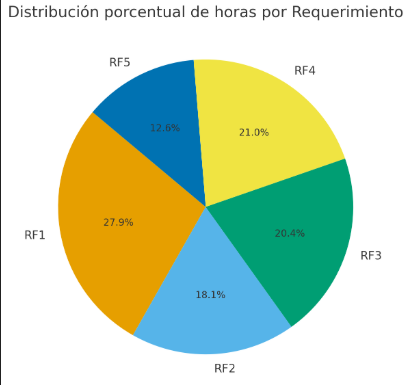 Distribución porcentual de horas por Requerimiento
RF5
RF4
12.6%
21.0%
27.9%
RF1
20.4%
RF3
18.1%
RF2